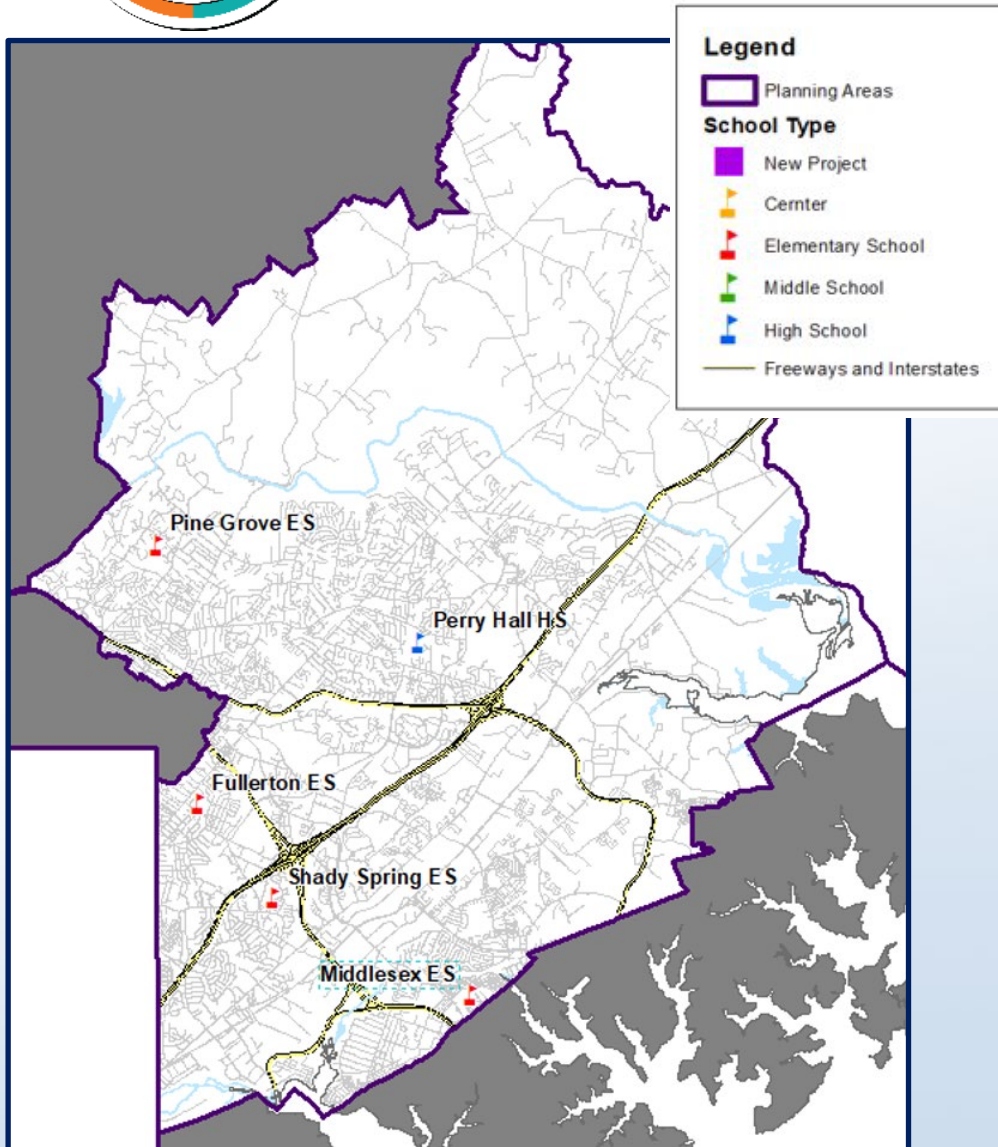 Legend
Planning Areas
School Type
New Project
Cernter
Elementary School
Middle School
High School
Freeways and Interstates
Pine Grove ES
Perry Hall HS
Fullerton ES
Shady Spring ES
Middlesex ES